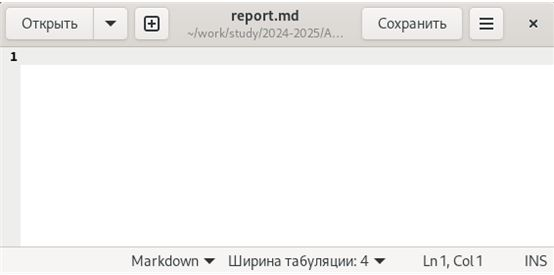 Открыть
report.md
~/work/study/2024-2025/А...
Сохранить
1
Markdown
Ширина табуляции: 4
Ln 1, Col 1
INS